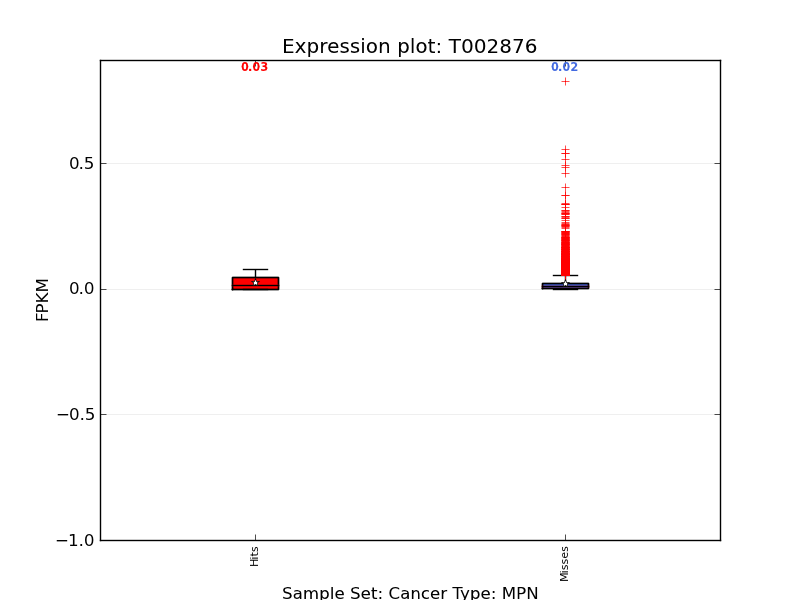 Expression plot: T002876
0.03
0.02
0.5
0.0
−0.5
−1.0
FPKM
Hits
Misses
Sample Set: Cancer Type: MPN